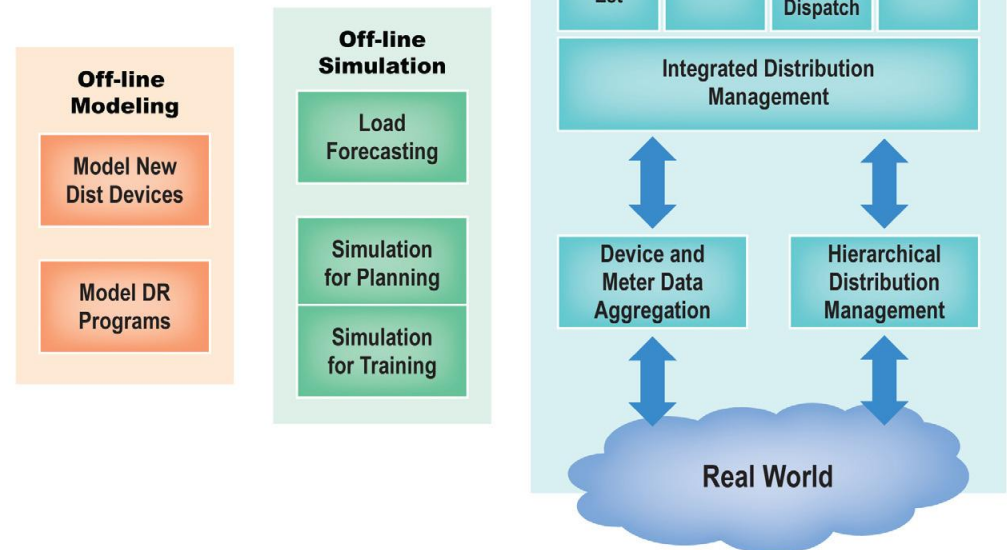 Off-line
Modeling
Model New
Dist Devices
Model DR
Programs
Off-line
Simulation
Load
Forecasting
Simulation
for Planning
Simulation
for Training
Dispatch
Integrated Distribution
Management
Device and
Meter Data
Aggregation
Hierarchical
Distribution
Management
Real World